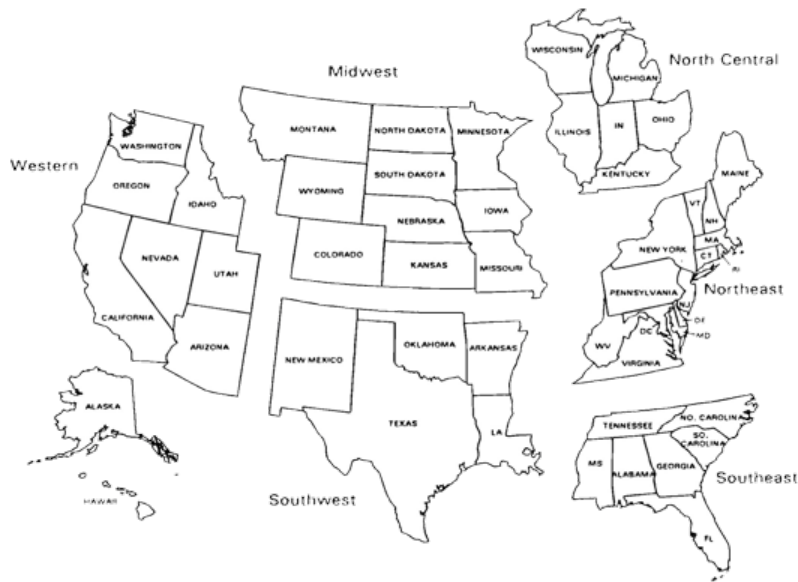 Midwest
North Central
Western
Southwest
Northeast
Southeast
WASHINGTON
OREGON
IDAHO
NEVADA
UTAH
CALIFORNIA
ARIZONA
ALASKA
HAWAII
MONTANA
NORTH DAKOTA
MINNESOTA
WYOMING
SOUTH DAKOTA
NEBRASKA
IOWA
COLORADO
KANSAS
MISSOURI
NEW MEXICO
OKLAHOMA
ARKANSAS
TEXAS
LA
WISCONSIN
MICHIGAN
ILLINOIS
IN
OHIO
KENTUCKY
MAINE
VT
NH
NEW YORK
MA
CT
RI
PENNSYLVANIA
NJ
DE
MD
DC
WV
VIRGINIA
TENNESSEE
NO. CAROLINA
SO.
CAROLINA
MS
ALABAMA
GEORGIA
FL